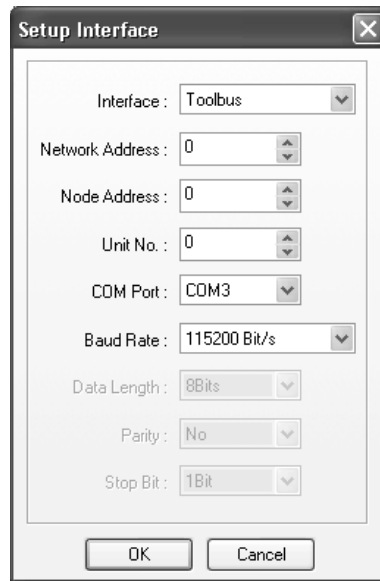 Setup Interface
Interface : Toolbus
Network Address : 0
Node Address : 0
Unit No. : 0
COM Port : COM3
Baud Rate : 115200 Bit/s
Data Length : 8Bits
Parity : No
Stop Bit : 1Bit
OK Cancel